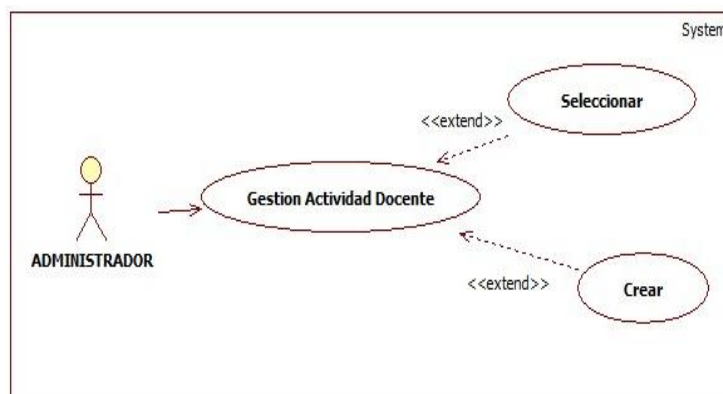 System
Seleccionar
<<extend>>
Gestion Actividad Docente
ADMINISTRADOR
<<extend>>
Crear